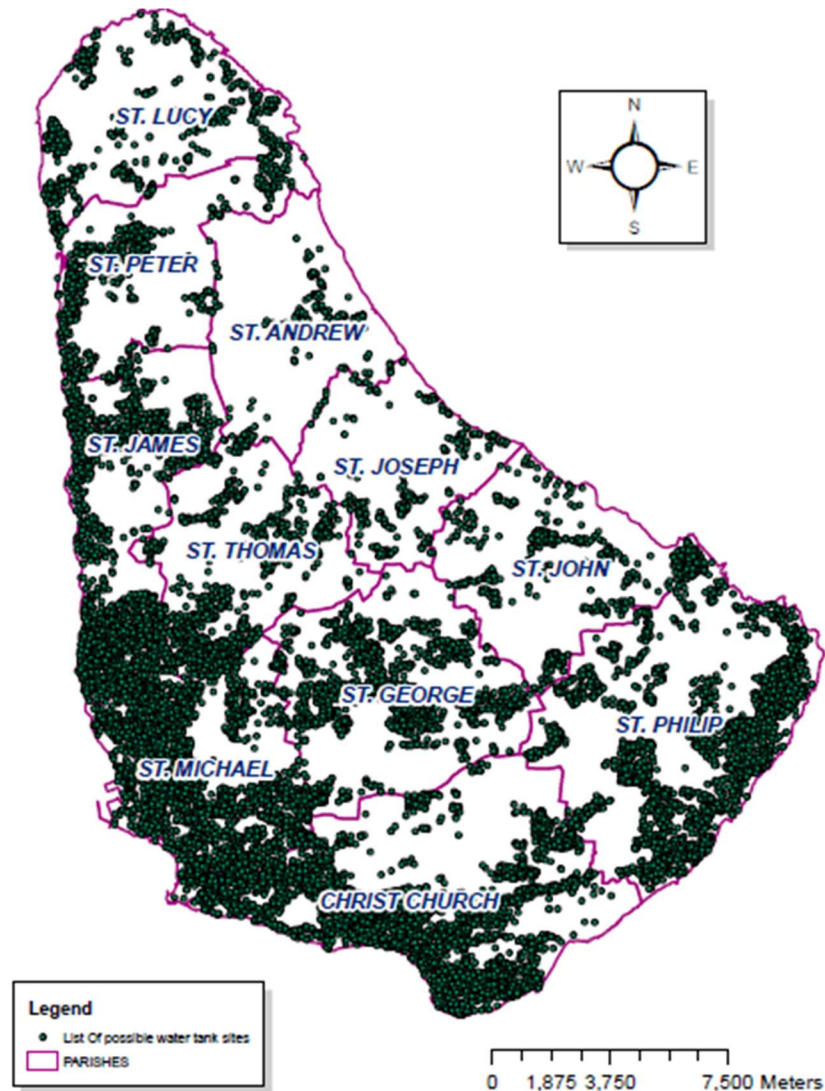 N
W E
S
ST. LUCY
ST. PETER
ST. ANDREW
ST. JAMES
ST. JOSEPH
ST. THOMAS
ST. JOHN
ST. GEORGE
ST. PHILIP
ST. MICHAEL
CHRIST CHURCH
Legend
List Of possible water tank sites
PARISHES
0 1,875 3,750 7,500 Meters